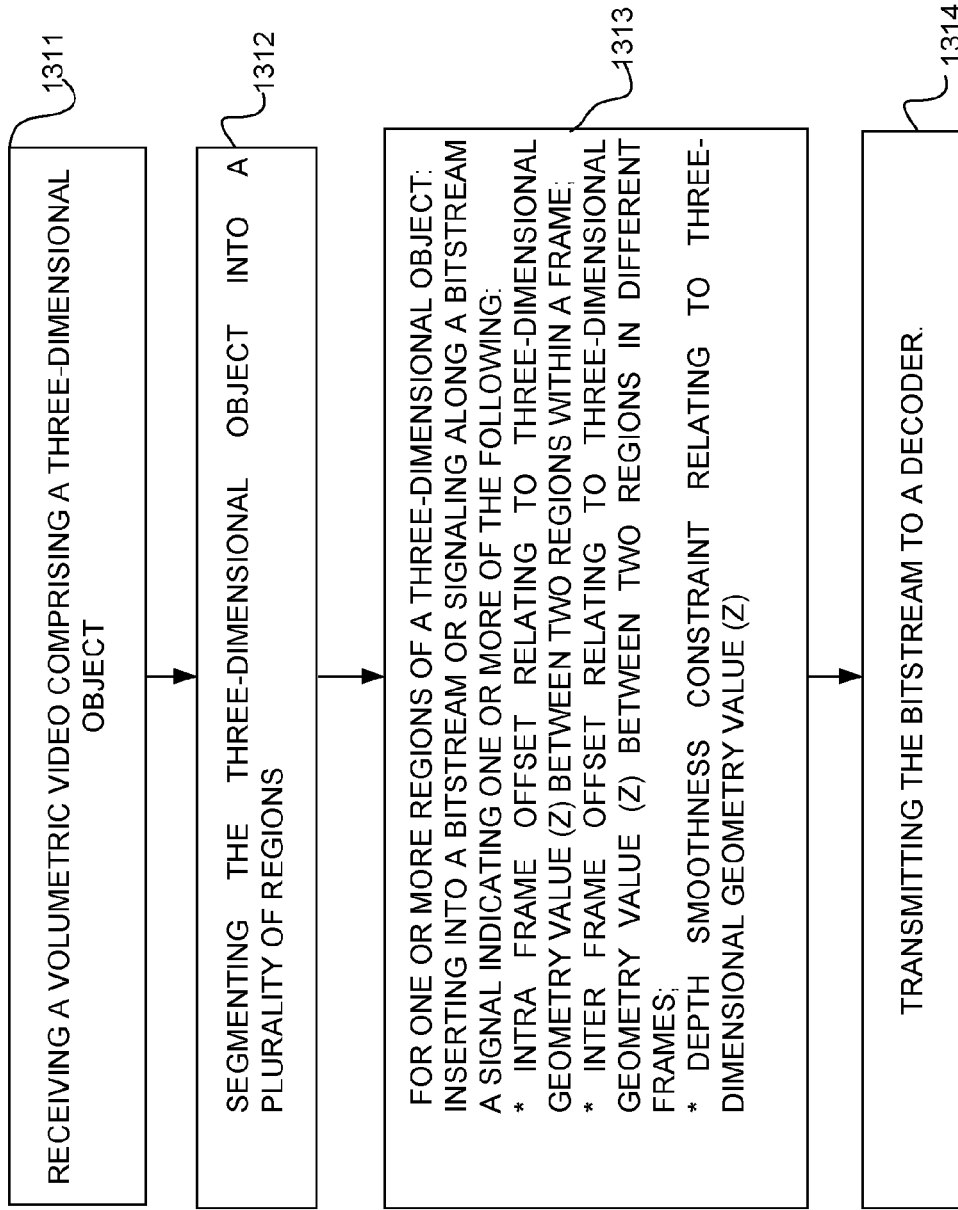 1311
RECEIVING A VOLUMETRIC VIDEO COMPRISING A THREE-DIMENSIONAL
OBJECT
1312
SEGMENTING THE THREE-DIMENSIONAL OBJECT INTO A
PLURALITY OF REGIONS
1313
FOR ONE OR MORE REGIONS OF A THREE-DIMENSIONAL OBJECT:
INSERTING INTO A BITSTREAM OR SIGNALING ALONG A BITSTREAM
A SIGNAL INDICATING ONE OR MORE OF THE FOLLOWING:
* INTRA FRAME OFFSET RELATING TO THREE-DIMENSIONAL
GEOMETRY VALUE (Z) BETWEEN TWO REGIONS WITHIN A FRAME;
* INTER FRAME OFFSET RELATING TO THREE-DIMENSIONAL
GEOMETRY VALUE (Z) BETWEEN TWO REGIONS IN DIFFERENT
FRAMES;
* DEPTH SMOOTHNESS CONSTRAINT RELATING TO THREE-
DIMENSIONAL GEOMETRY VALUE (Z)
1314
TRANSMITTING THE BITSTREAM TO A DECODER.